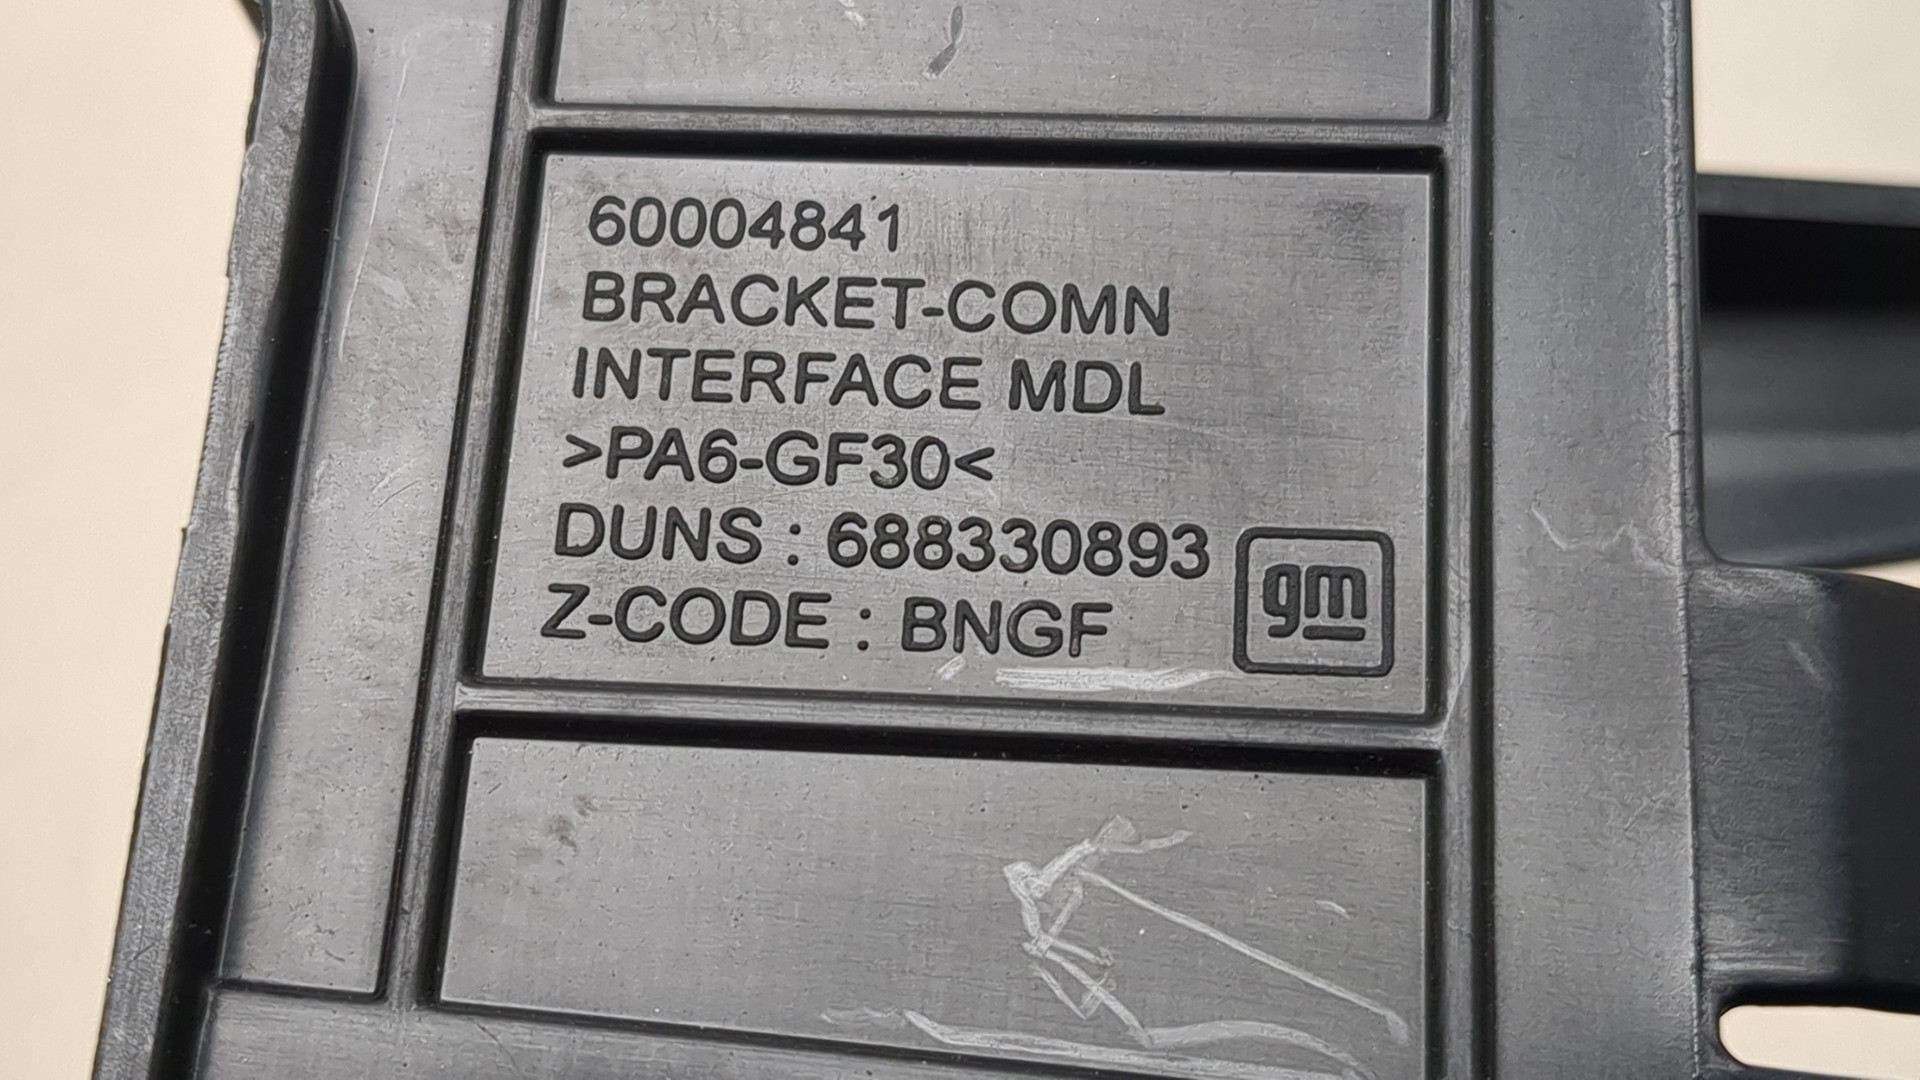 60004841
BRACKET-COMN
INTERFACE MDL
>PA6-GF30<
DUNS : 688330893
Z-CODE : BNGF
gm